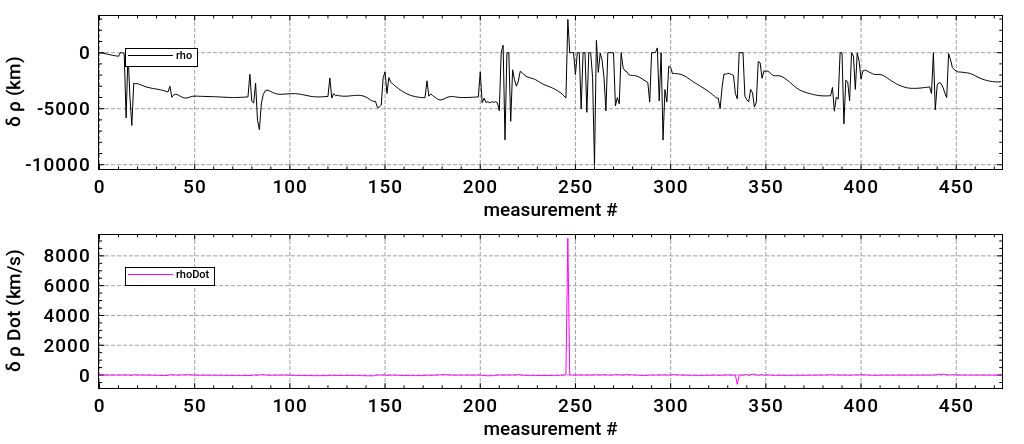 δ ρ (km)
0
-5000
-10000
rho
0 50 100 150 200 250 300 350 400 450
measurement #
δ ρ Dot (km/s)
8000
6000
4000
2000
0
rhoDot
0 50 100 150 200 250 300 350 400 450
measurement #